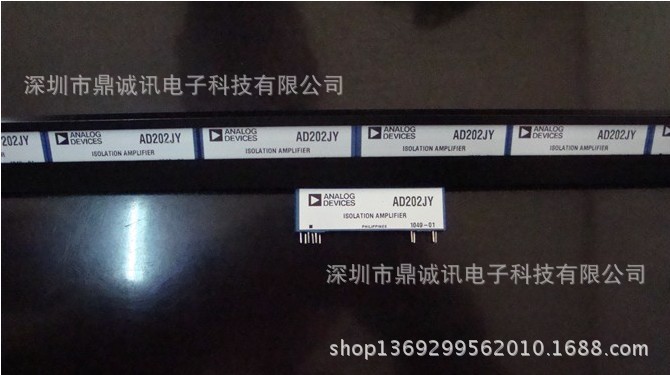 深圳市鼎诚讯电子科技有限公司
AD202JY
ISOLATION AMPLIFIER
ANALOG DEVICES
AD202JY
ISOLATION AMPLIFIER
ANALOG DEVICES
AD202JY
ISOLATION AMPLIFIER
ANALOG DEVICES
AD202JY
ISOLATION AMPLIFIER
ANALOG DEVICES
AD202JY
ISOLATION AMPLIFIER
ANALOG DEVICES
AD202JY
ISOLATION AMPLIFIER
PHILIPPINES
1049-01
深圳市鼎诚讯电子科技有限公司
shop1369299562010.1688.com